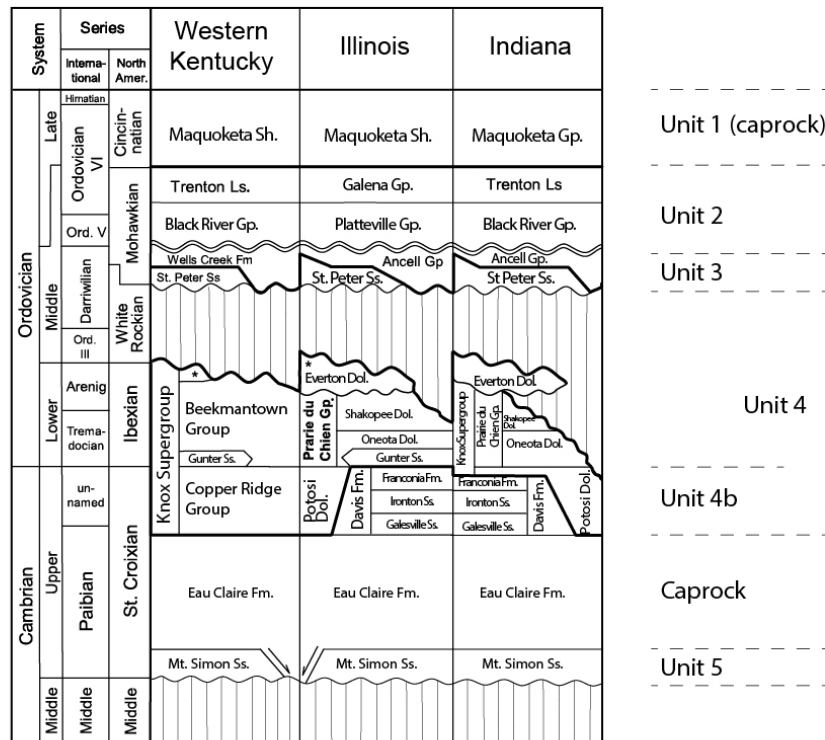 System
Series
Interna-
tional
North
Amer.
Western
Kentucky
Illinois
Indiana
Ordovician
Late
Middle
Lower
Cambrian
Upper
Middle
Hirnatian
Ordovician
VI
Ord. V
Darriwilian
Ord.
III
Arenig
Trema-
docian
un-
named
Paibian
Middle
Cincin-
natian
Mohawkian
White
Rockian
Ibexian
St. Croixian
Middle
Maquoketa Sh.
Maquoketa Sh.
Maquoketa Gp.
Trenton Ls.
Galena Gp.
Trenton Ls
Black River Gp.
Platteville Gp.
Black River Gp.
Wells Creek Fm
Ancell Gp
Ancell Gp.
St. Peter Ss
St. Peter Ss.
St Peter Ss.
*
*
Everton Dol.
Everton Dol.
Knox Supergroup
Beekmantown
Group
Gunter Ss.
Copper Ridge
Group
Prarie du
Chien Gp.
Shakopee Dol.
Oneota Dol.
Gunter Ss.
Potosi
Dol.
Davis Fm.
Franconia Fm.
Ironton Ss.
Galesville Ss.
Knox Supergroup
Prairie du
Chien Gp.
Shakopee
Dol.
Oneota Dol.
Franconia Fm.
Ironton Ss.
Galesville Ss.
Davis Fm.
Potosi Dol.
Eau Claire Fm.
Eau Claire Fm.
Eau Claire Fm.
Mt. Simon Ss.
Mt. Simon Ss.
Mt. Simon Ss.
Unit 1 (caprock)
Unit 2
Unit 3
Unit 4
Unit 4b
Caprock
Unit 5